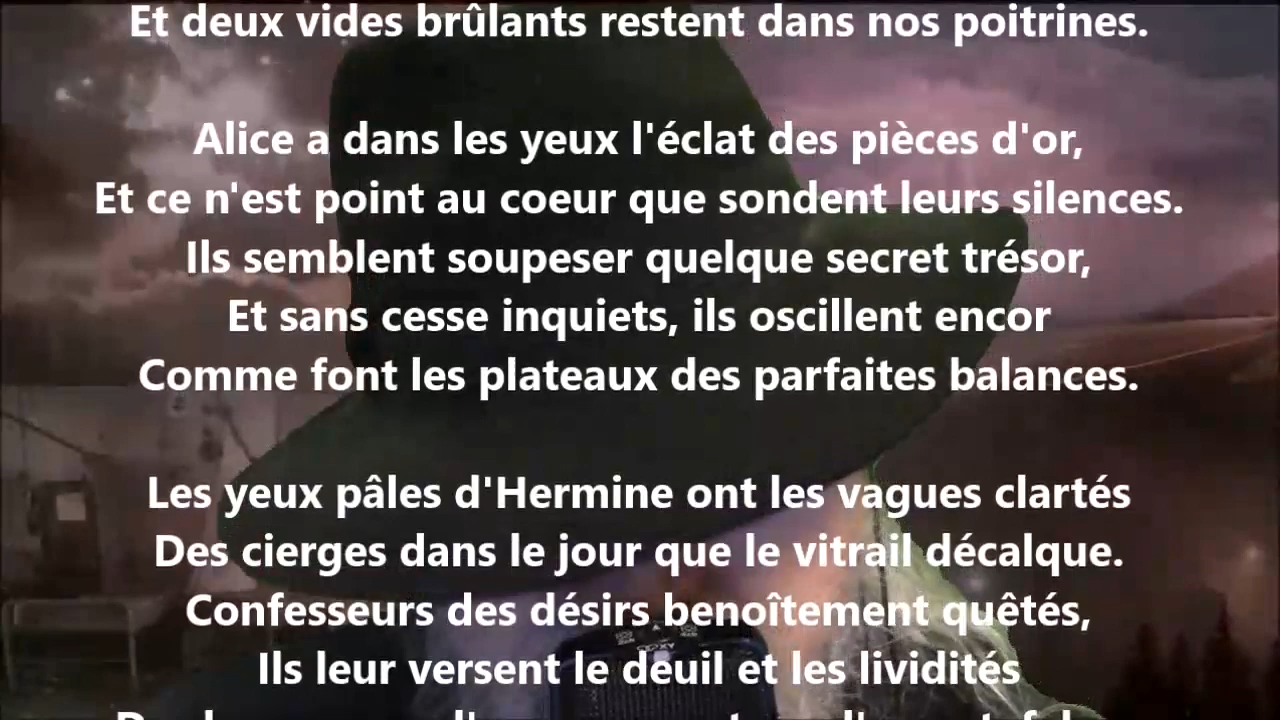 Et deux vides brûlants restent dans nos poitrines.
Alice a dans les yeux l'éclat des pièces d'or,
Et ce n'est point au coeur que sondent leurs silences.
Ils semblent soupeser quelque secret trésor,
Et sans cesse inquiets, ils oscillent encor
Comme font les plateaux des parfaites balances.
Les yeux pâles d'Hermine ont les vagues clartés
Des cierges dans le jour que le vitrail décalque.
Confesseurs des désirs benoîtement quêtés,
Ils leur versent le deuil et les lividités